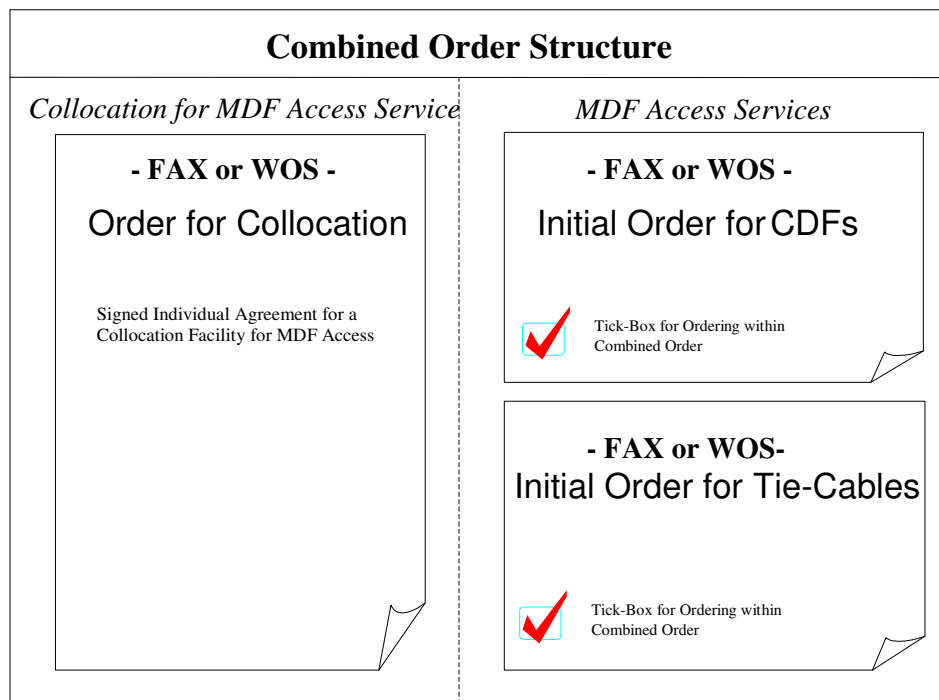 Combined Order Structure
Collocation for MDF Access Service
- FAX or WOS -
Order for Collocation
Signed Individual Agreement for a
Collocation Facility for MDF Access
MDF Access Services
- FAX or WOS -
Initial Order for CDFs
Tick-Box for Ordering within
Combined Order
- FAX or WOS-
Initial Order for Tie-Cables
Tick-Box for Ordering within
Combined Order